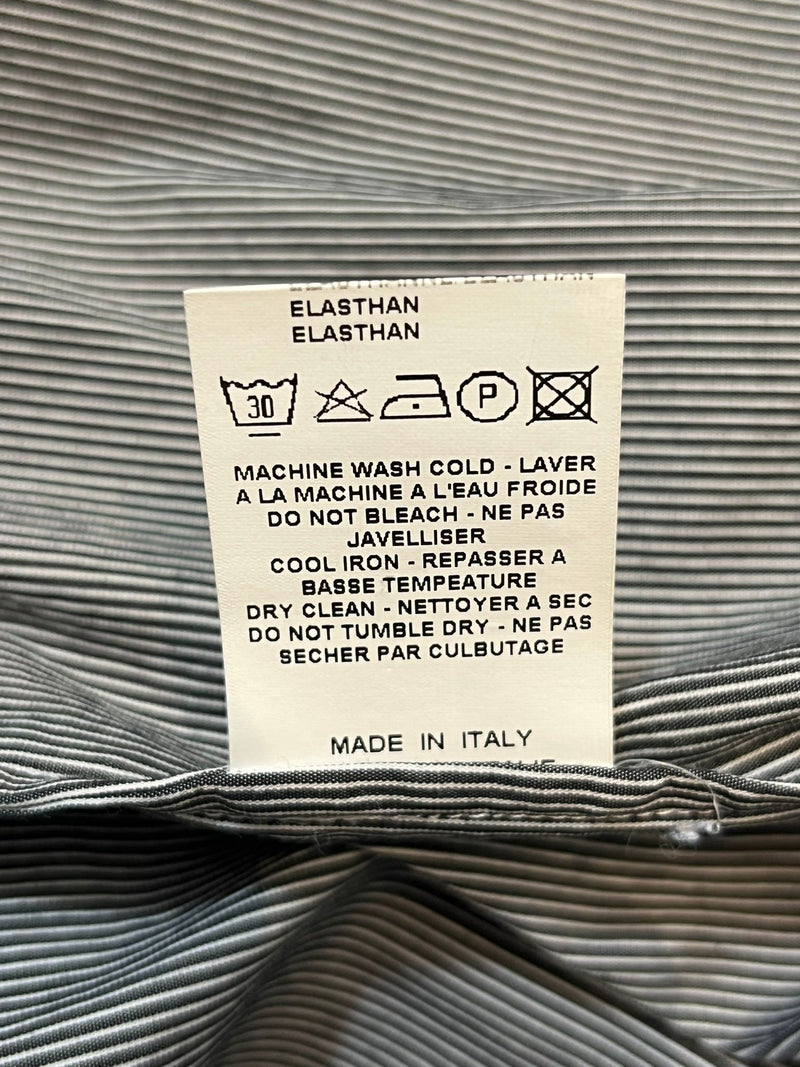 ELASTHAN
ELASTHAN
30
P
MACHINE WASH COLD - LAVER
A LA MACHINE A L'EAU FROIDE
DO NOT BLEACH - NE PAS
JAVELLISER
COOL IRON - REPASSER A
BASSE TEMPEATURE
DRY CLEAN - NETTOYER A SEC
DO NOT TUMBLE DRY - NE PAS
SECHER PAR CULBUTAGE
MADE IN ITALY